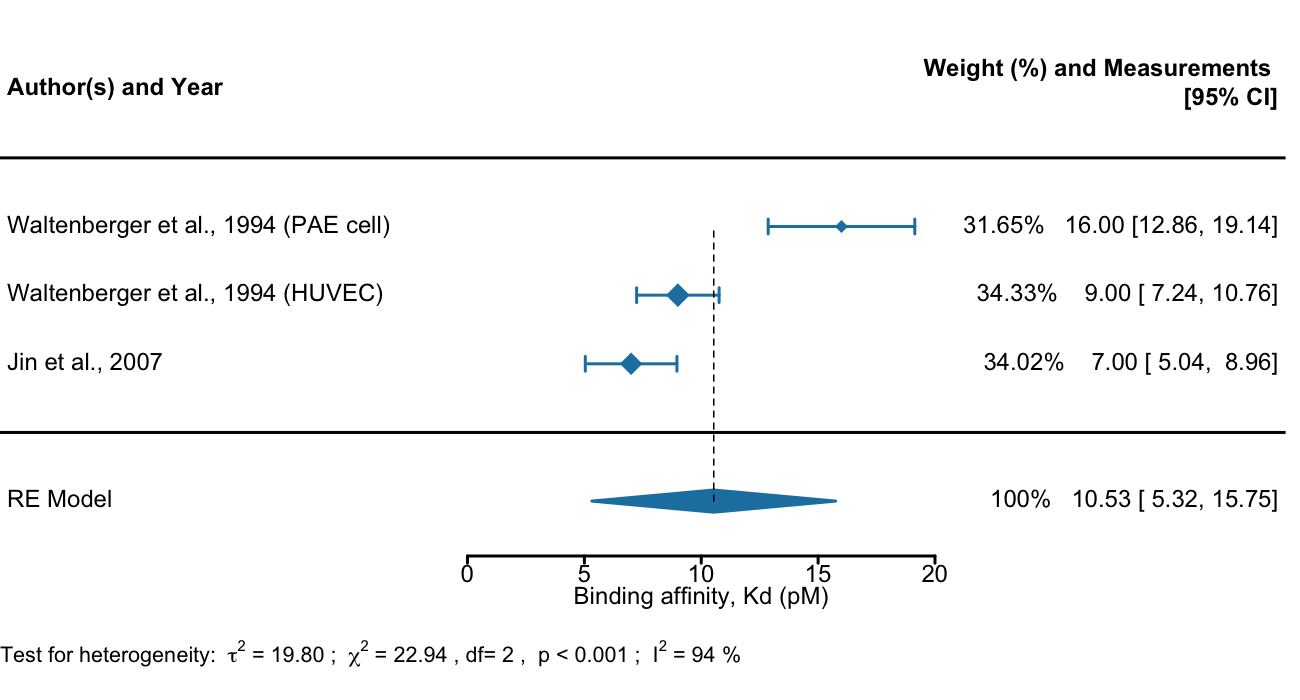 Author(s) and Year
Weight (%) and Measurements
[95% CI]
Waltenberger et al., 1994 (PAE cell) 31.65% 16.00 [12.86, 19.14]
Waltenberger et al., 1994 (HUVEC) 34.33% 9.00 [ 7.24, 10.76]
Jin et al., 2007 34.02% 7.00 [ 5.04, 8.96]
RE Model 100% 10.53 [ 5.32, 15.75]
0 5 10 15 20
Binding affinity, Kd (pM)
Test for heterogeneity: τ² = 19.80 ; χ² = 22.94 , df= 2 , p < 0.001 ; I² = 94 %